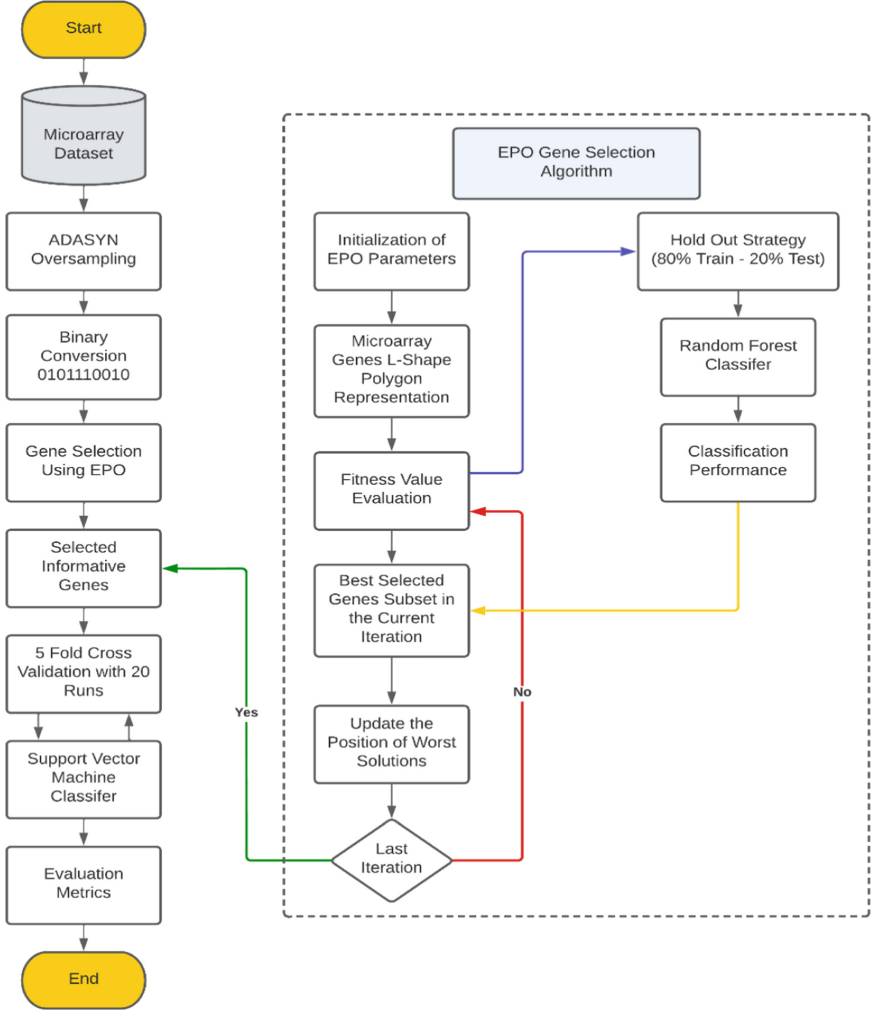 Start
Microarray
Dataset
ADASYN
Oversampling
Binary
Conversion
0101110010
Gene Selection
Using EPO
Selected
Informative
Genes
5 Fold Cross
Validation with 20
Runs
Support Vector
Machine
Classifer
Evaluation
Metrics
End
Yes
EPO Gene Selection
Algorithm
Initialization of
EPO Parameters
Microarray
Genes L-Shape
Polygon
Representation
Fitness Value
Evaluation
Best Selected
Genes Subset in
the Current
Iteration
Update the
Position of Worst
Solutions
Last
Iteration
No
Hold Out Strategy
(80% Train - 20% Test)
Random Forest
Classifer
Classification
Performance